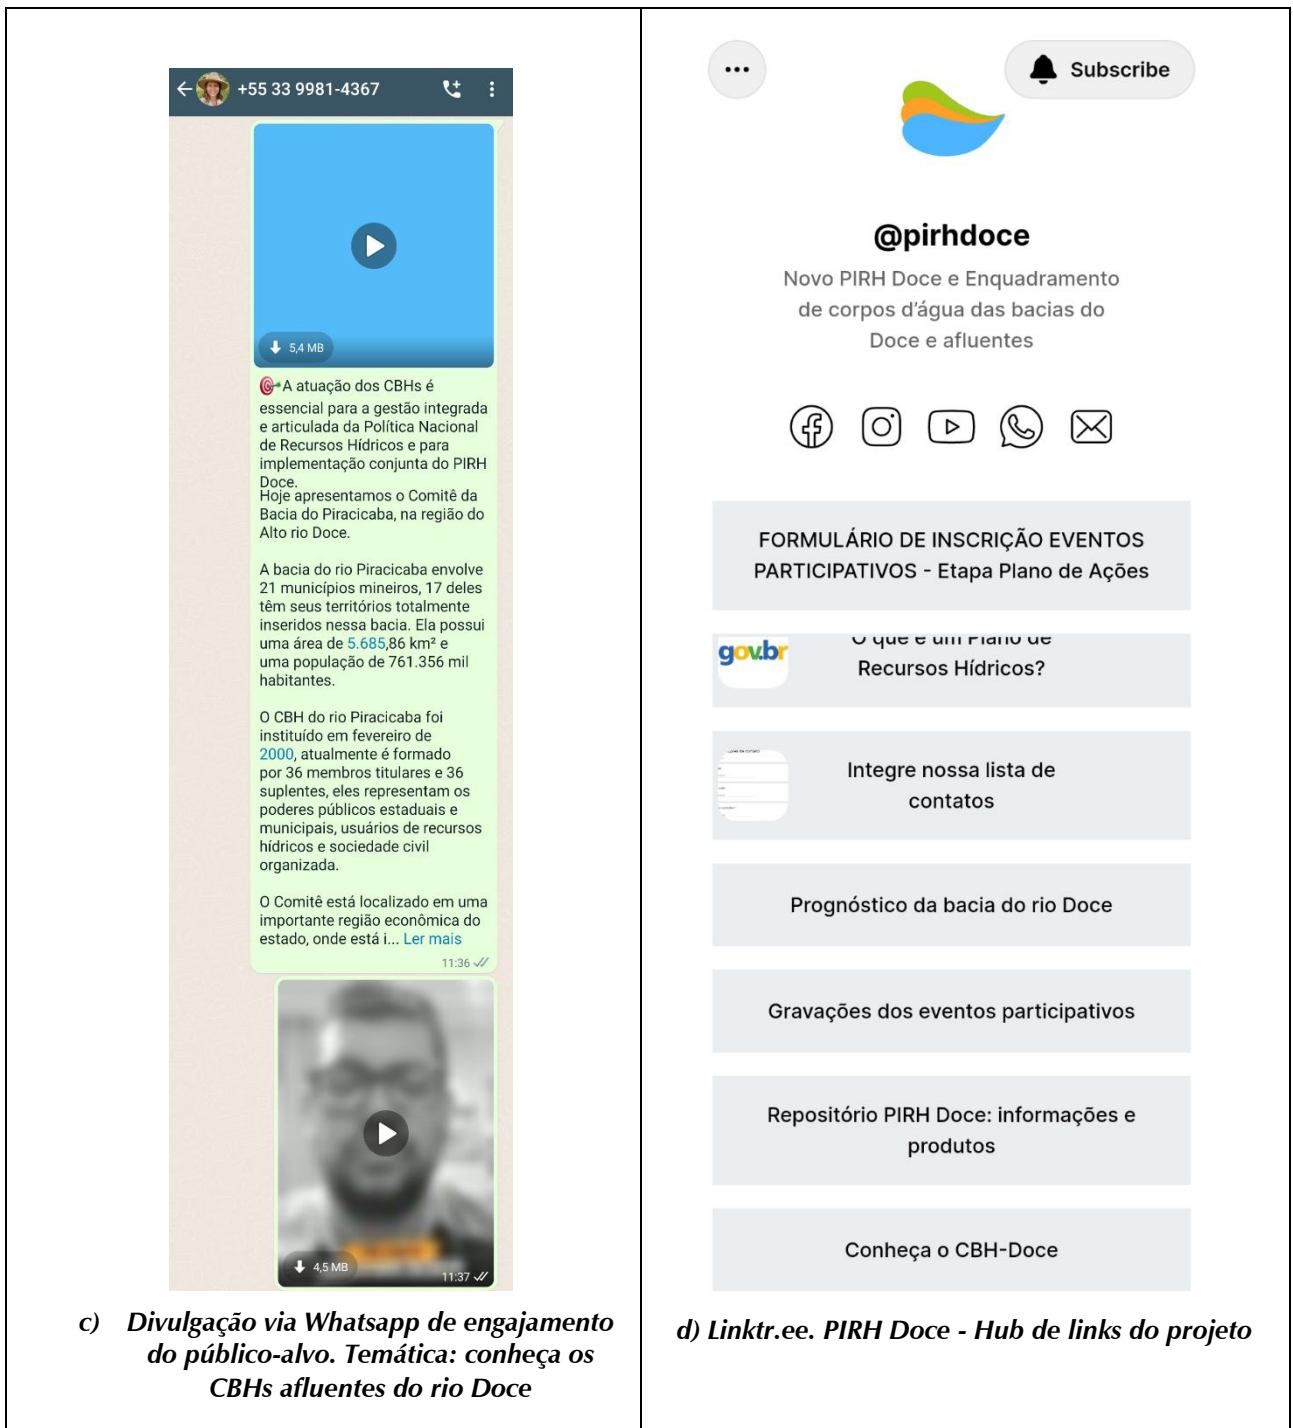 +55 33 9981-4367
5,4 MB
A atuação dos CBHs é
essencial para a gestão integrada
e articulada da Política Nacional
de Recursos Hídricos e para
implementação conjunta do PIRH
Doce.
Hoje apresentamos o Comitê da
Bacia do Piracicaba, na região do
Alto rio Doce.
A bacia do rio Piracicaba envolve
21 municípios mineiros, 17 deles
têm seus territórios totalmente
inseridos nessa bacia. Ela possui
uma área de 5.685,86 km² e
uma população de 761.356 mil
habitantes.
O CBH do rio Piracicaba foi
instituído em fevereiro de
2000, atualmente é formado
por 36 membros titulares e 36
suplentes, eles representam os
poderes públicos estaduais e
municipais, usuários de recursos
hídricos e sociedade civil
organizada.
O Comitê está localizado em uma
importante região econômica do
estado, onde está i... Ler mais
11:36
4,5 MB
11:37
c) Divulgação via Whatsapp de engajamento
do público-alvo. Temática: conheça os
CBHs afluentes do rio Doce
Subscribe
@pirhdoce
Novo PIRH Doce e Enquadramento
de corpos d'água das bacias do
Doce e afluentes
FORMULÁRIO DE INSCRIÇÃO EVENTOS
PARTICIPATIVOS - Etapa Plano de Ações
gov.br
O que é um Plano de
Recursos Hídricos?
Integre nossa lista de
contatos
Prognóstico da bacia do rio Doce
Gravações dos eventos participativos
Repositório PIRH Doce: informações e
produtos
Conheça o CBH-Doce
d) Linktr.ee. PIRH Doce - Hub de links do projeto